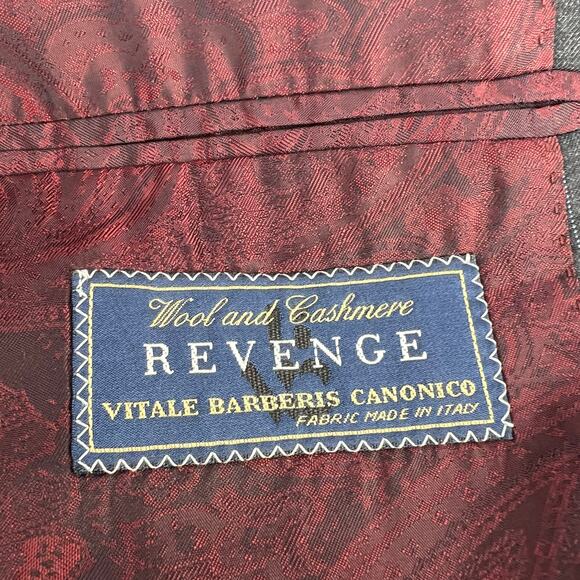 Wool and Cashmere
REVENGE
VITALE BARBERIS CANONICO
FABRIC MADE IN ITALY